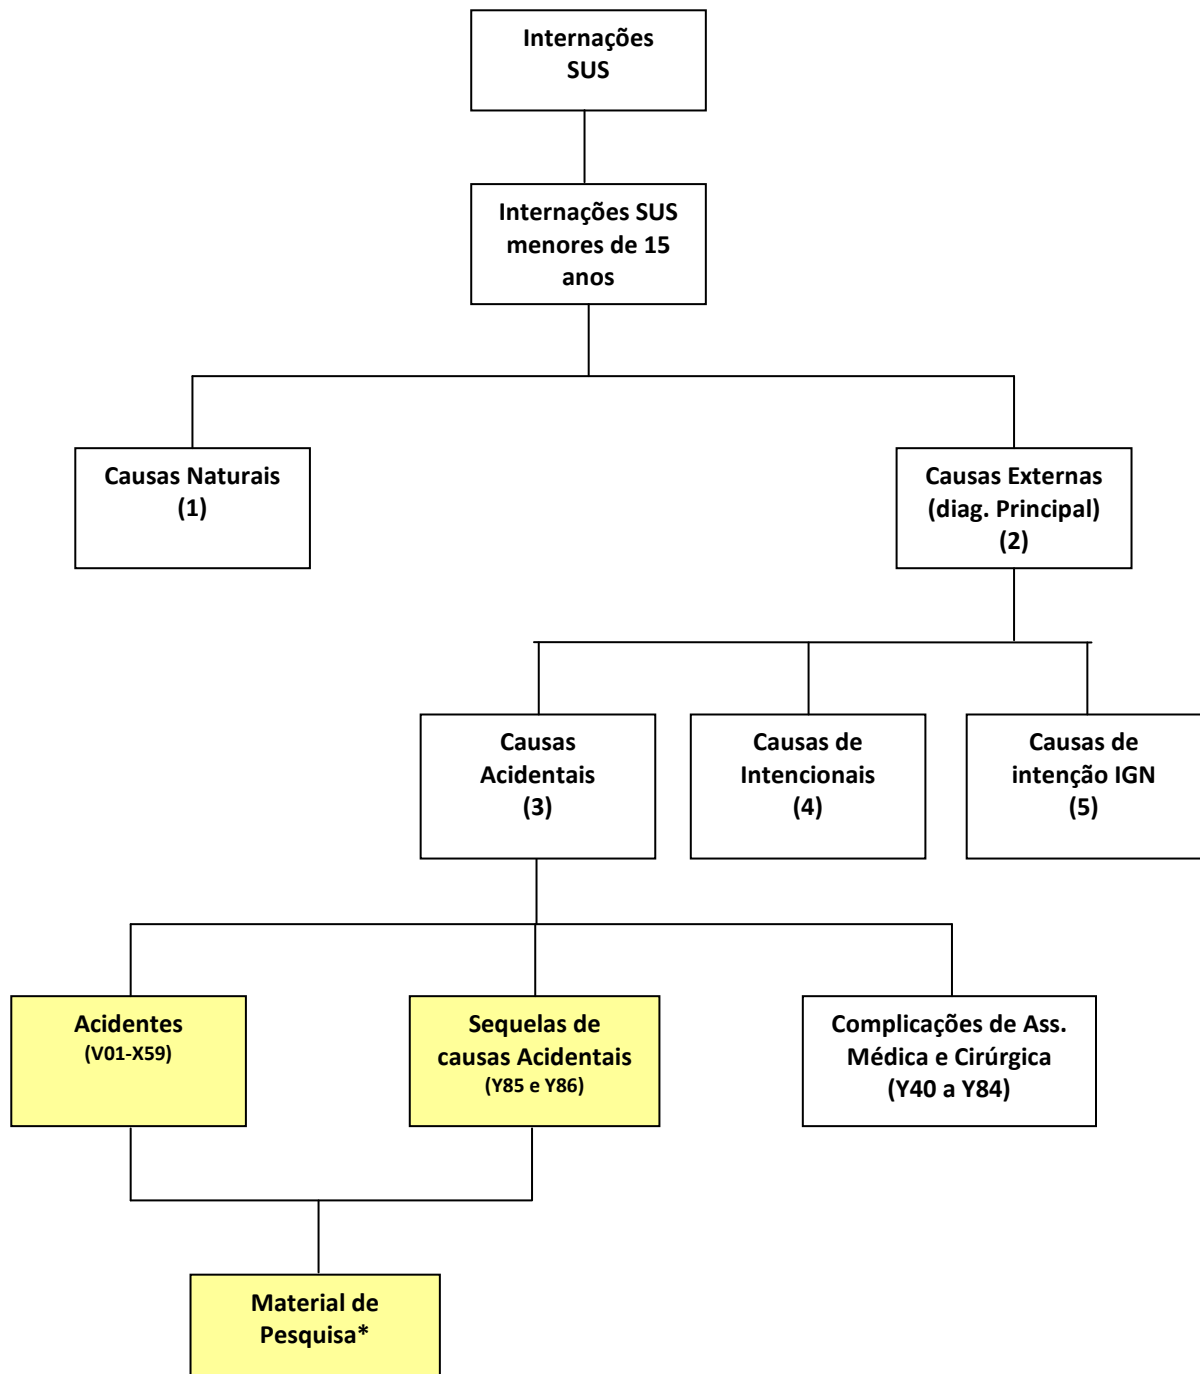 Internações
SUS
Internações SUS
menores de 15
anos
Causas Naturais
(1)
Causas Externas
(diag. Principal)
(2)
Causas
Acidentais
(3)
Causas de
Intencionais
(4)
Causas de
intenção IGN
(5)
Acidentes
(V01-X59)
Sequelas de
causas Acidentais
(Y85 e Y86)
Complicações de Ass.
Médica e Cirúrgica
(Y40 a Y84)
Material de
Pesquisa*